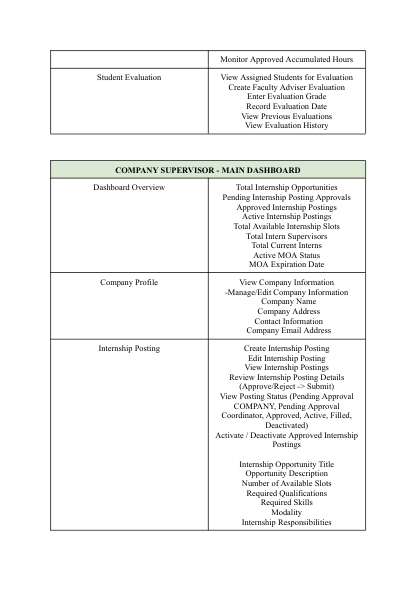 Monitor Approved Accumulated Hours
Student Evaluation
View Assigned Students for Evaluation
Create Faculty Adviser Evaluation
Enter Evaluation Grade
Record Evaluation Date
View Previous Evaluations
View Evaluation History
COMPANY SUPERVISOR - MAIN DASHBOARD
Dashboard Overview
Total Internship Opportunities
Pending Internship Posting Approvals
Approved Internship Postings
Active Internship Postings
Total Available Internship Slots
Total Intern Supervisors
Total Current Interns
Active MOA Status
MOA Expiration Date
Company Profile
View Company Information
-Manage/Edit Company Information
Company Name
Company Address
Contact Information
Company Email Address
Internship Posting
Create Internship Posting
Edit Internship Posting
View Internship Postings
Review Internship Posting Details
(Approve/Reject -> Submit)
View Posting Status (Pending Approval
COMPANY, Pending Approval
Coordinator, Approved, Active, Filled,
Deactivated)
Activate / Deactivate Approved Internship
Postings
Internship Opportunity Title
Opportunity Description
Number of Available Slots
Required Qualifications
Required Skills
Modality
Internship Responsibilities